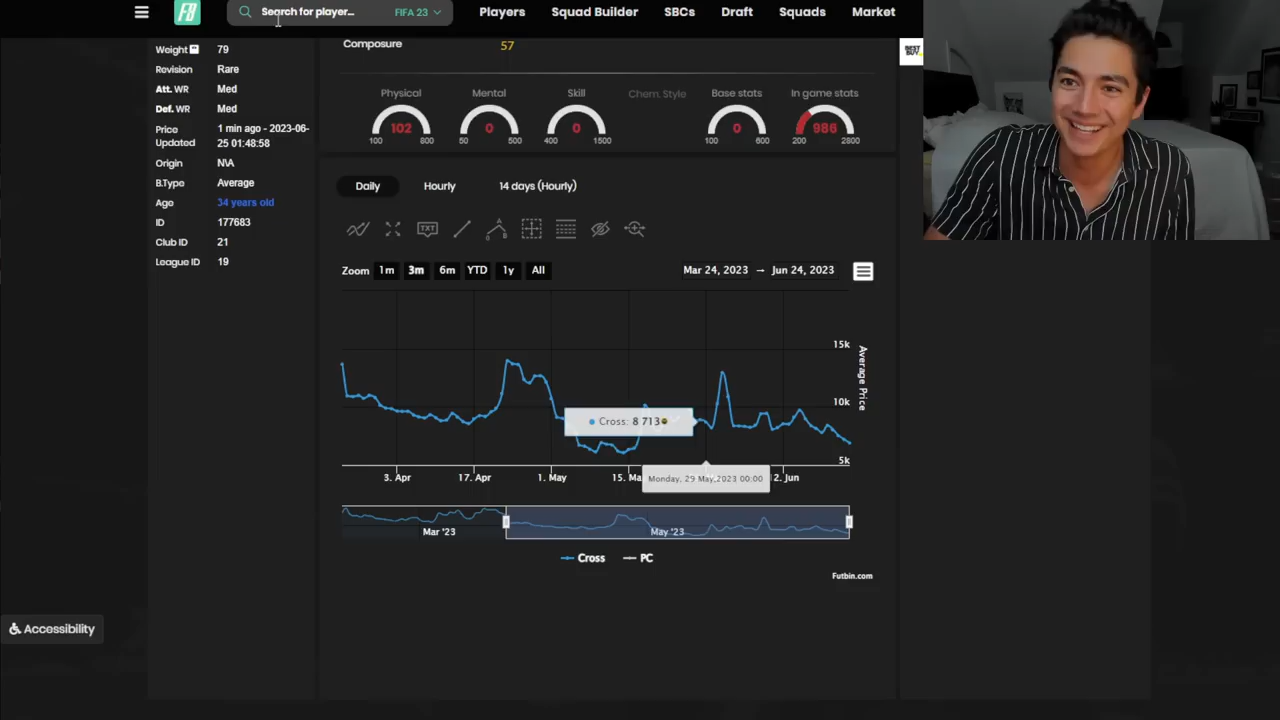 F8
Search for player...
FIFA 23
Players
Squad Builder
SBCs
Draft
Squads
Market
Weight
79
Revision
Rare
Att. WR
Med
Def. WR
Med
Price
Updated
1 min ago - 2023-06-
25 01:48:58
Origin
N\A
B.Type
Average
Age
34 years old
ID
177683
Club ID
21
League ID
19
Composure
57
BEST
BUY
Physical
Mental
Skill
Chem. Style
Base stats
In game stats
102
0
0
0
986
100
800
50
500
400
1500
100
600
200
2800
Daily
Hourly
14 days (Hourly)
TXT
A
Zoom
1m
3m
6m
YTD
1y
All
Mar 24, 2023 → Jun 24, 2023
15k
10k
5k
Average Price
Cross: 8 713
3. Apr
17. Apr
1. May
15. Ma
Monday, 29 May, 2023 00:00
2. Jun
Mar '23
May '23
Cross
PC
Futbin.com
Accessibility